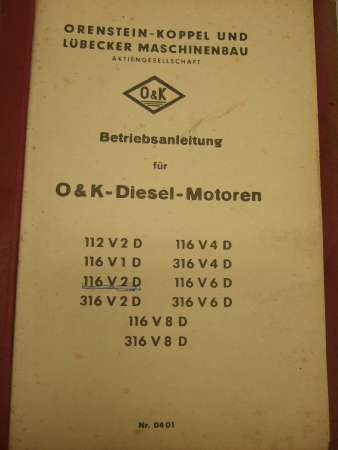 ORENSTEIN-KOPPEL UND
LÜBECKER MASCHINENBAU
AKTIENGESELLSCHAFT
O&K
Betriebsanleitung
für
O & K-Diesel-Motoren
112 V 2 D 116 V 4 D
116 V 1 D 316 V 4 D
116 V 2 D 116 V 6 D
316 V 2 D 316 V 6 D
116 V 8 D
316 V 8 D
Nr. 0401